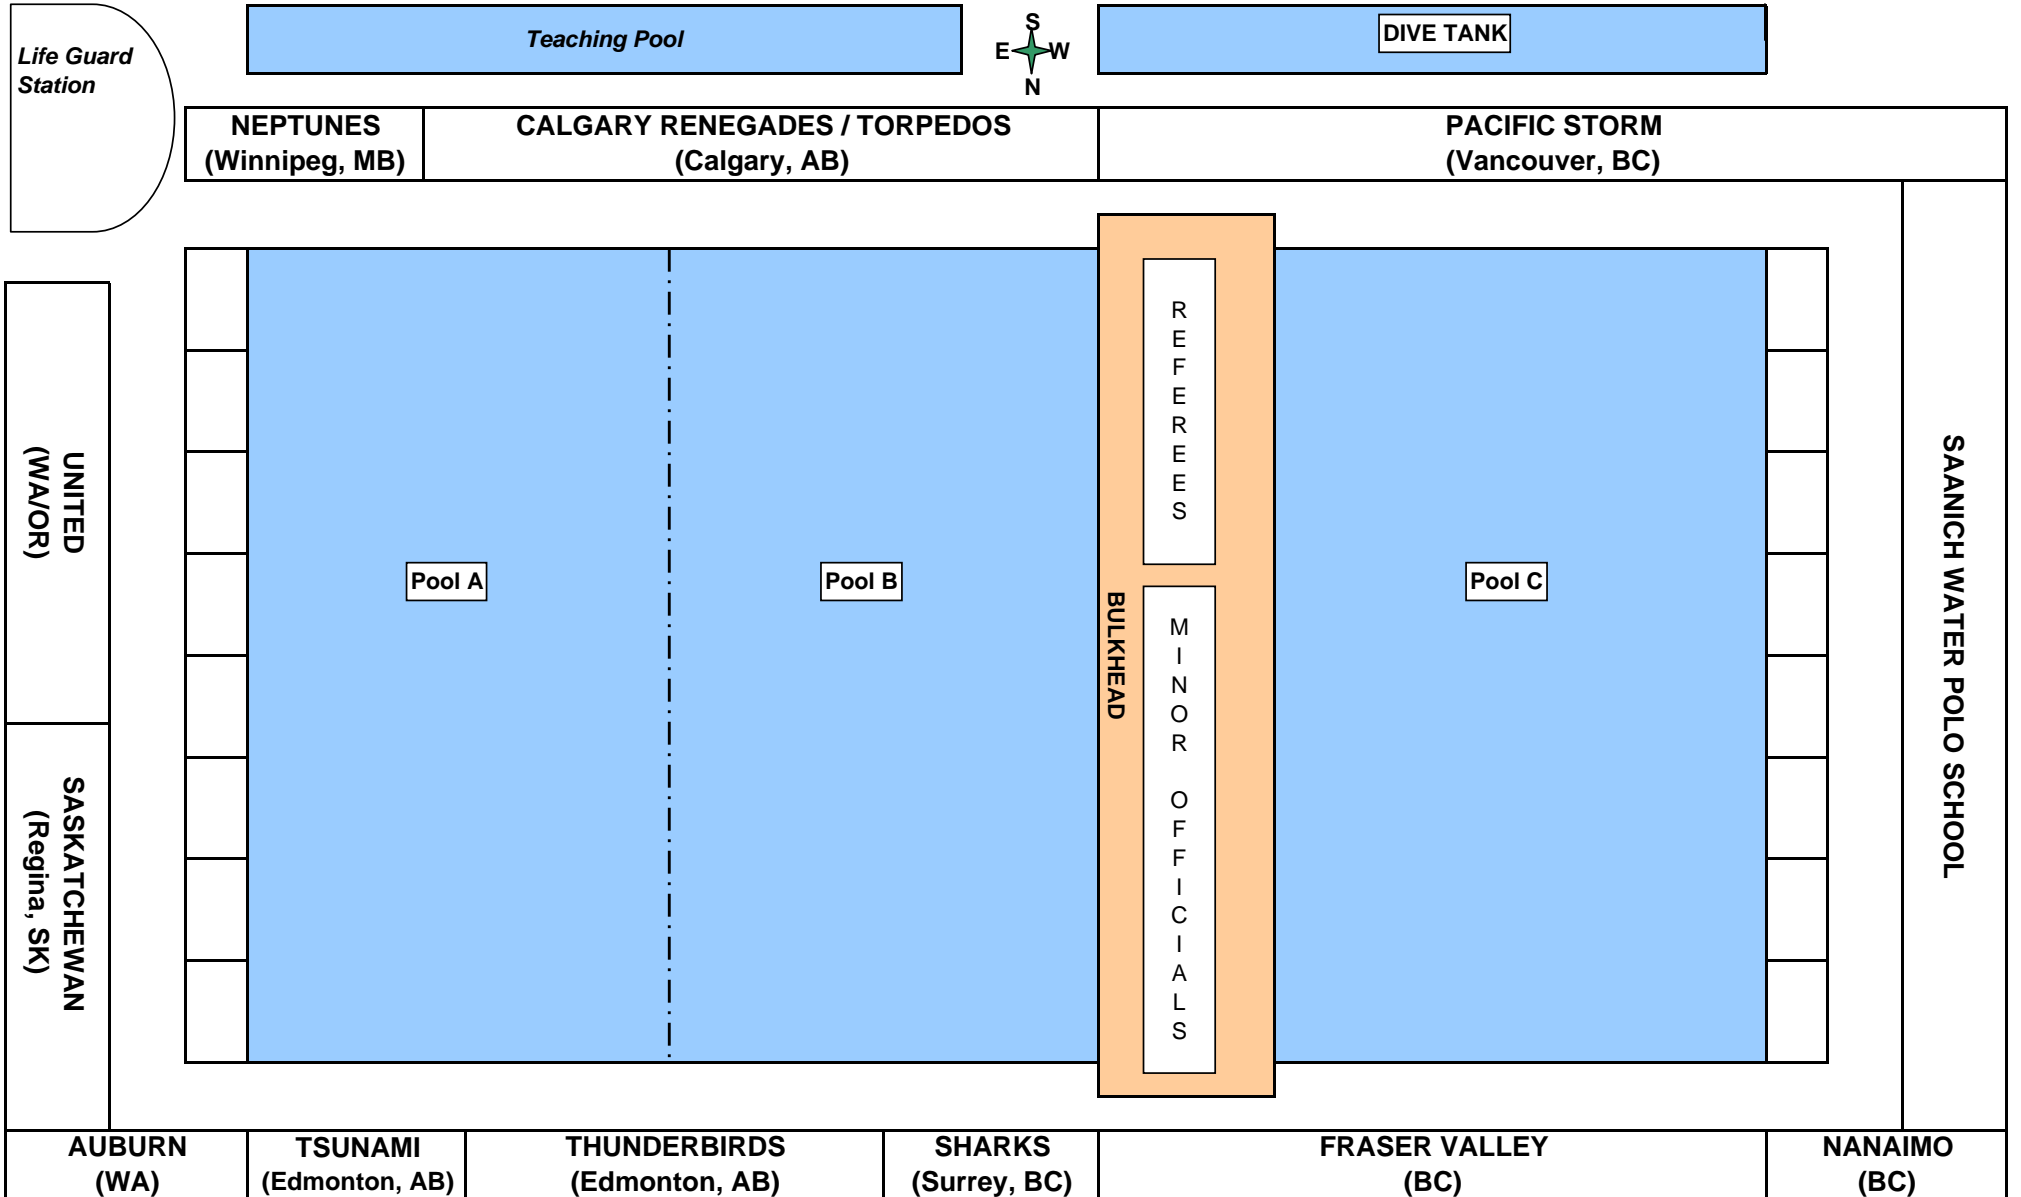 Life Guard
Station
Teaching Pool
S
E W
N
DIVE TANK
NEPTUNES
(Winnipeg, MB)
CALGARY RENEGADES / TORPEDOS
(Calgary, AB)
PACIFIC STORM
(Vancouver, BC)
UNITED
(WA/OR)
SASKATCHEWAN
(Regina, SK)
Pool A
Pool B
BULKHEAD
REFEREES
MINOR OFFICIALS
Pool C
SAANICH WATER POLO SCHOOL
AUBURN
(WA)
TSUNAMI
(Edmonton, AB)
THUNDERBIRDS
(Edmonton, AB)
SHARKS
(Surrey, BC)
FRASER VALLEY
(BC)
NANAIMO
(BC)